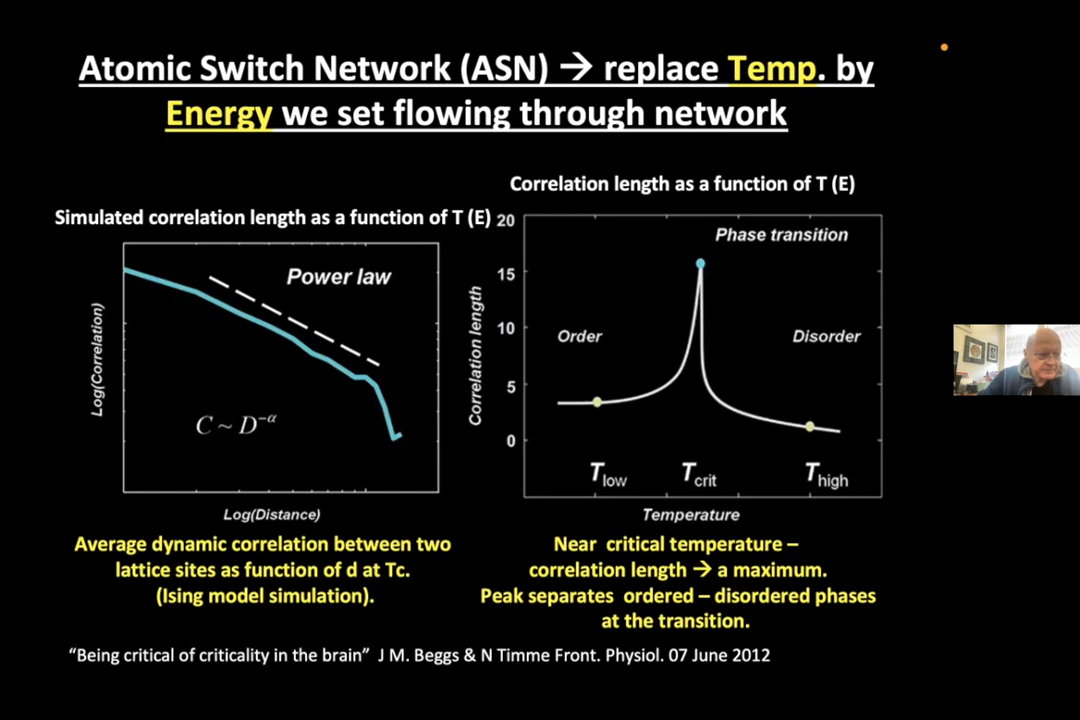 Atomic Switch Network (ASN) → replace Temp. by
Energy we set flowing through network
Simulated correlation length as a function of T (E)
Power law
C ~ D^{-α}
Log(Correlation)
Log(Distance)
Average dynamic correlation between two
lattice sites as function of d at Tc.
(Ising model simulation).
Correlation length as a function of T (E)
20
15
10
5
0
Correlation length
Phase transition
Order
Disorder
T_low
T_crit
T_high
Temperature
Near critical temperature –
correlation length → a maximum.
Peak separates ordered – disordered phases
at the transition.
“Being critical of criticality in the brain” J M. Beggs & N Timme Front. Physiol. 07 June 2012